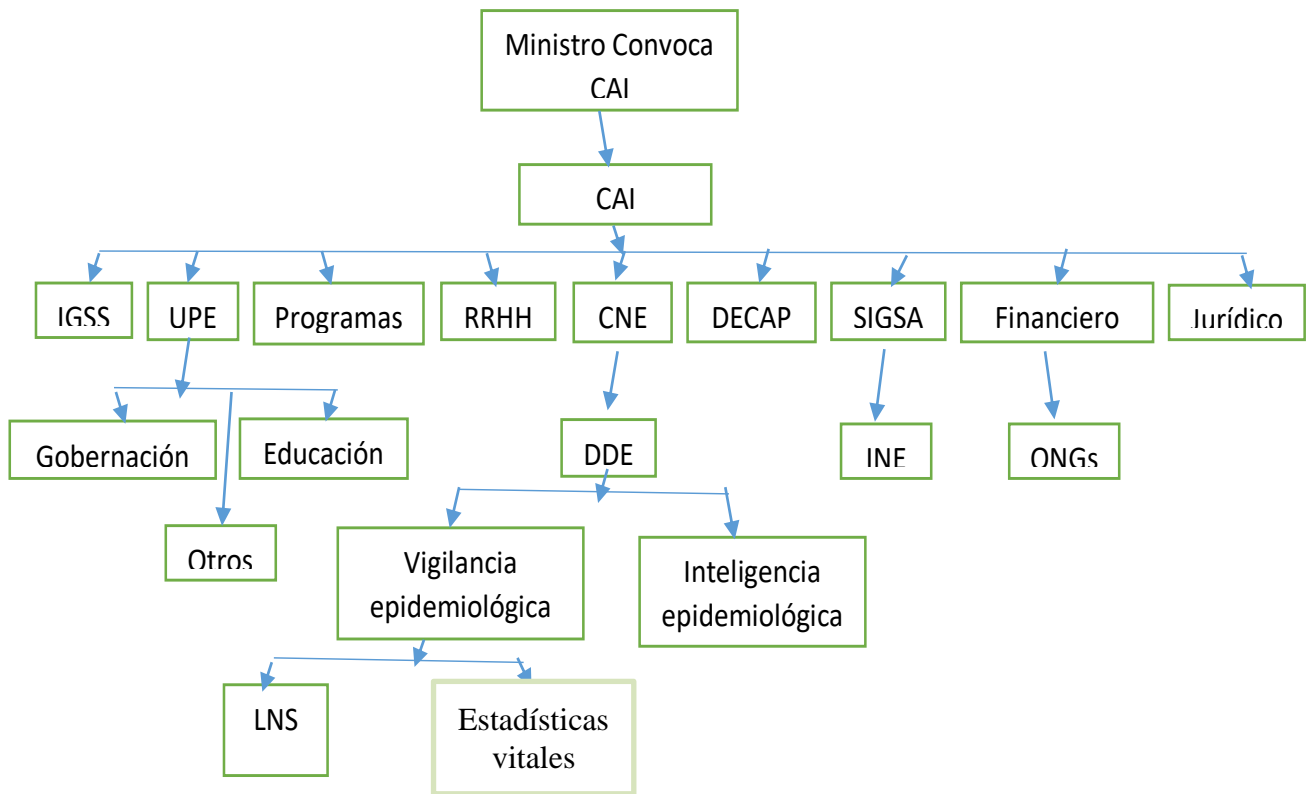 Ministro Convoca
CAI
CAI
IGSS
UPE
Programas
RRHH
CNE
DECAP
SIGSA
Financiero
Jurídico
Gobernación
Educación
DDE
INE
ONGs
Otros
Vigilancia
epidemiológica
Inteligencia
epidemiológica
LNS
Estadísticas
vitales